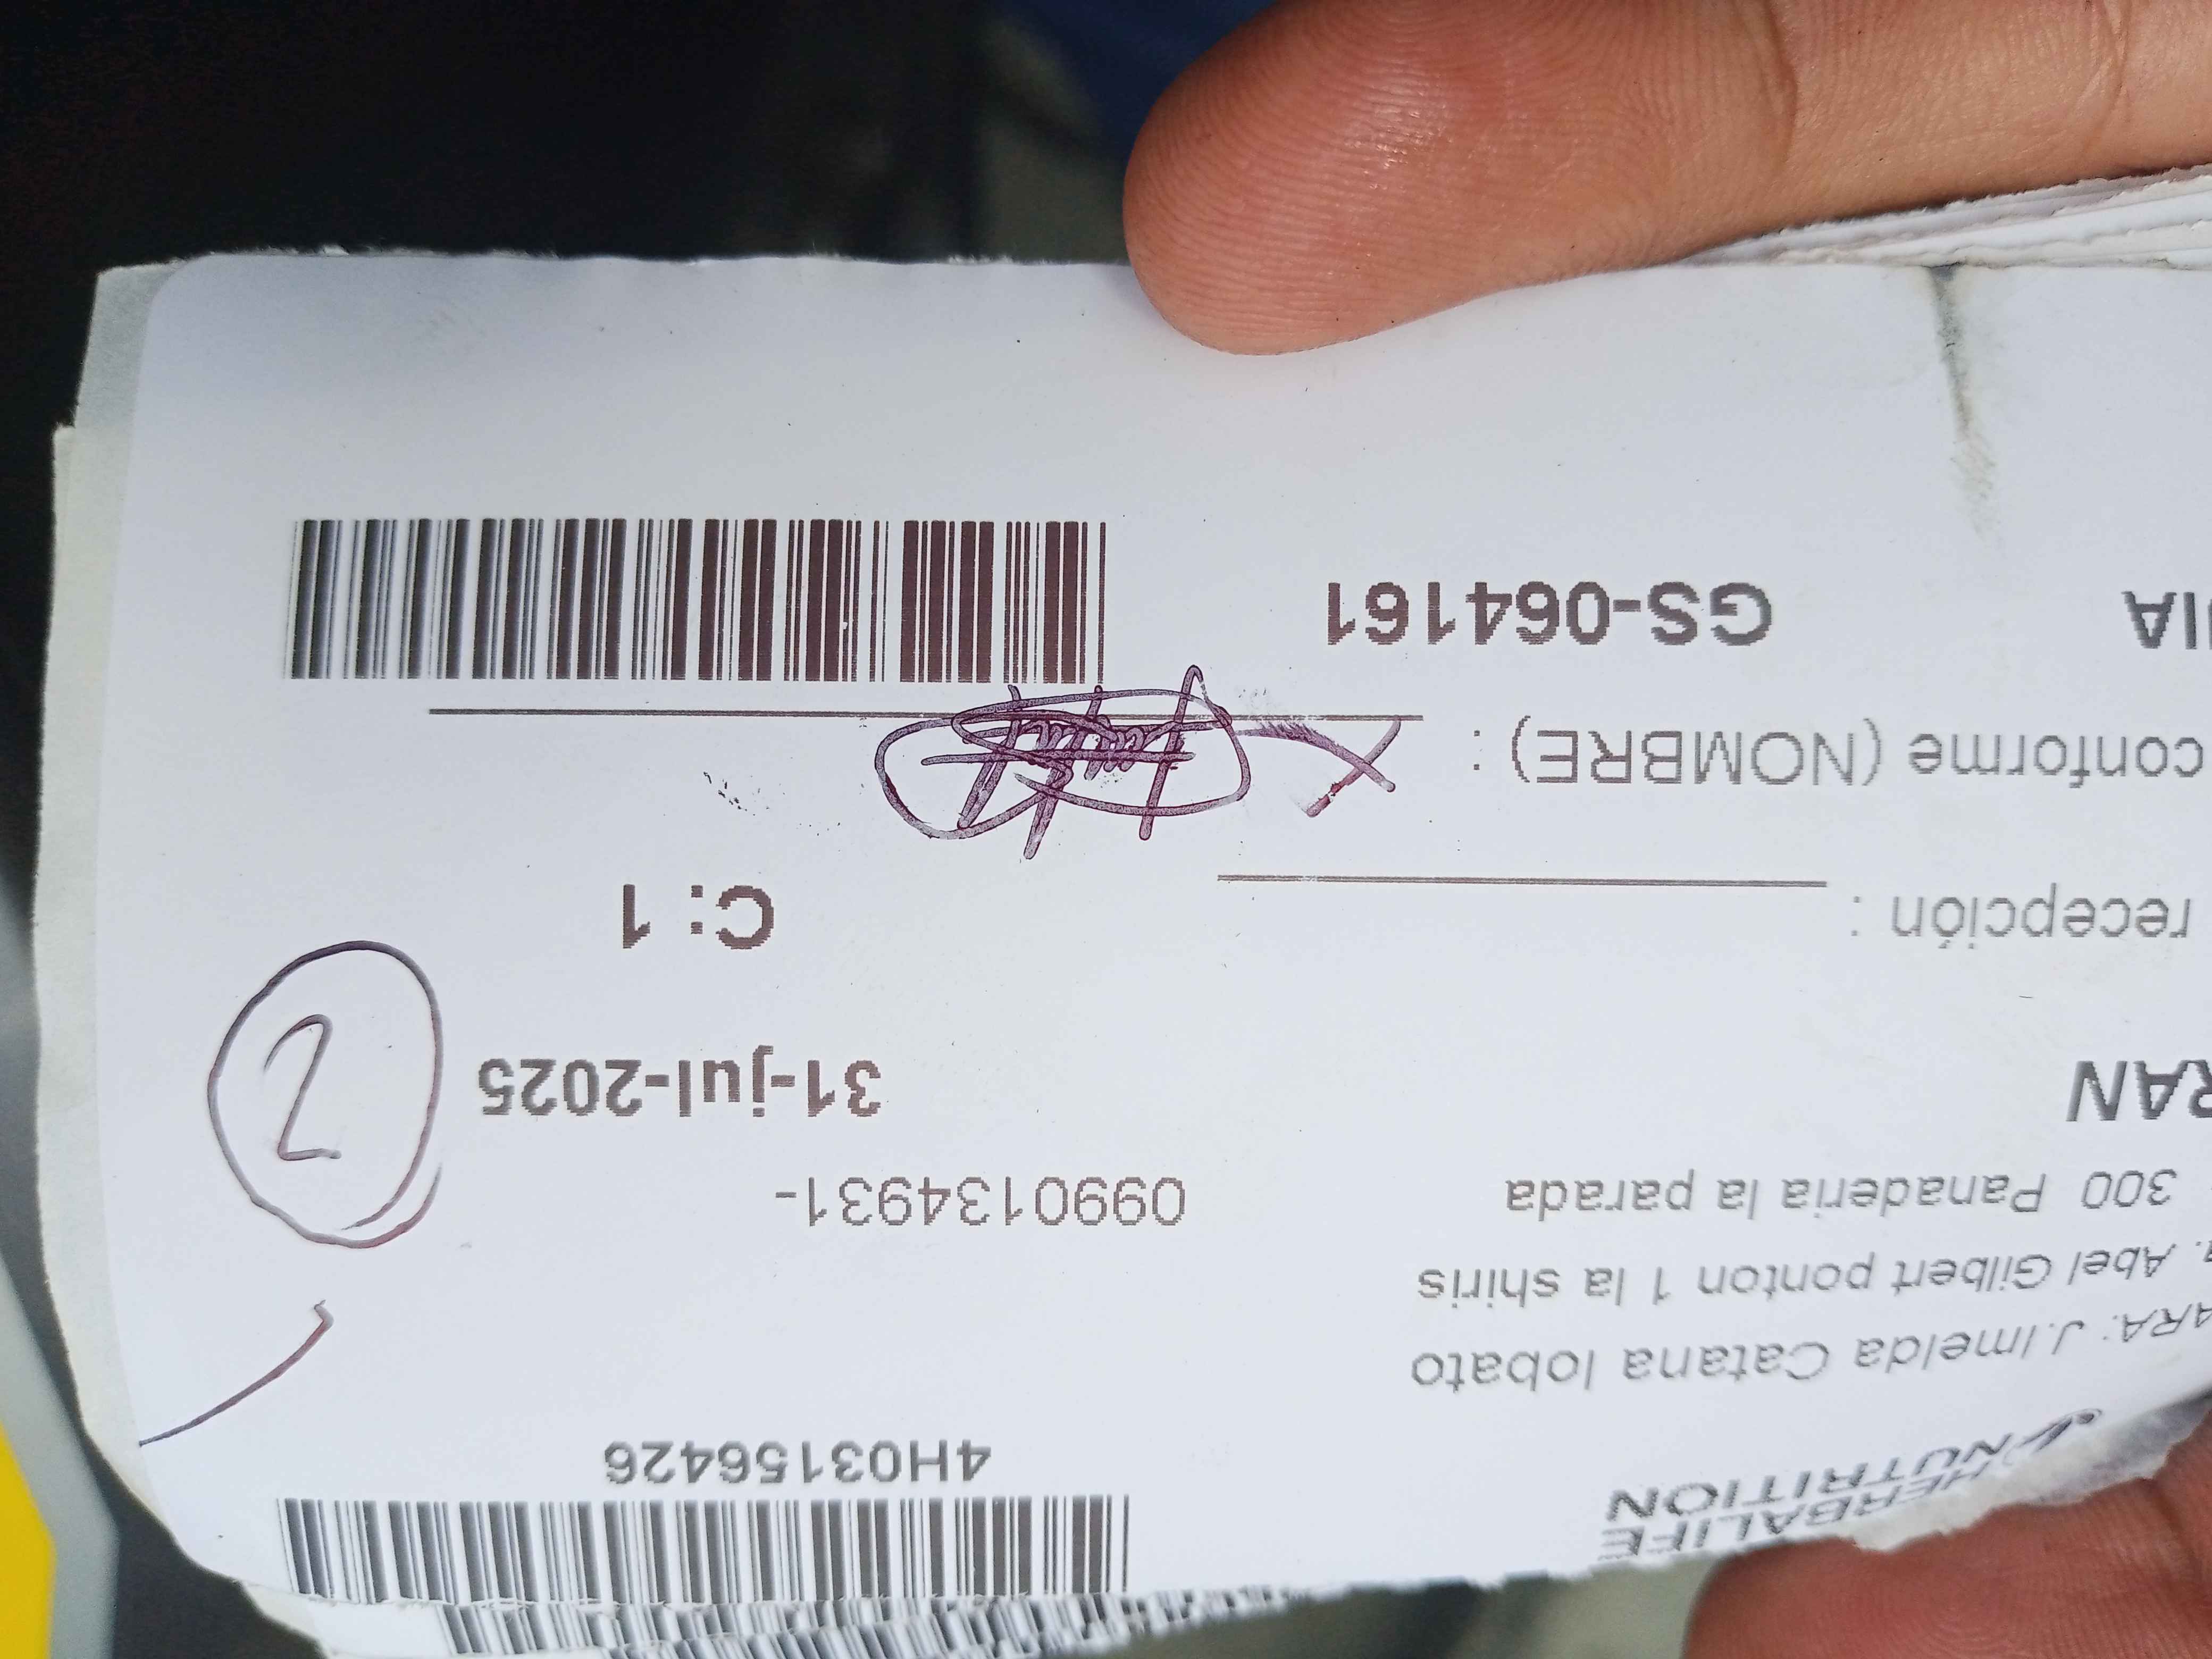 HERBALIFE
NUTRITION
4H03156426
ARA: J.Imelda Catana lobato
. Abel Gilbert ponton 1 la shiris
300 Panaderia la parada
0990134931-
RAN
31-jul-2025
2
recepción :
C: 1
conforme (NOMBRE) :
IIA
GS-064161